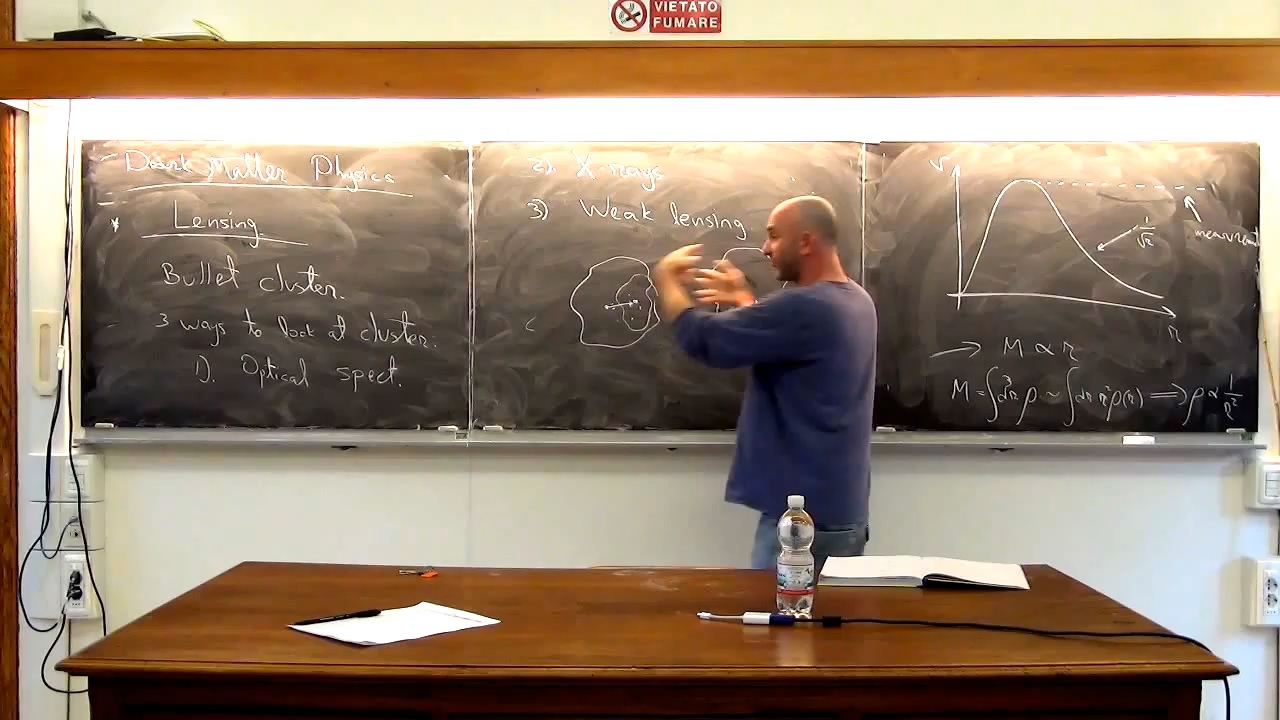 VIETATO
FUMARE
Dark Matter Physics
* Lensing
Bullet cluster.
3 ways to look at cluster.
1). Optical spect.
2). X-rays
3) Weak lensing
v
1/√r
r
→ M ∝ r
M = ∫d³r ρ ~ ∫dr r²ρ(r) ⟹ ρ ∝ 1/r²